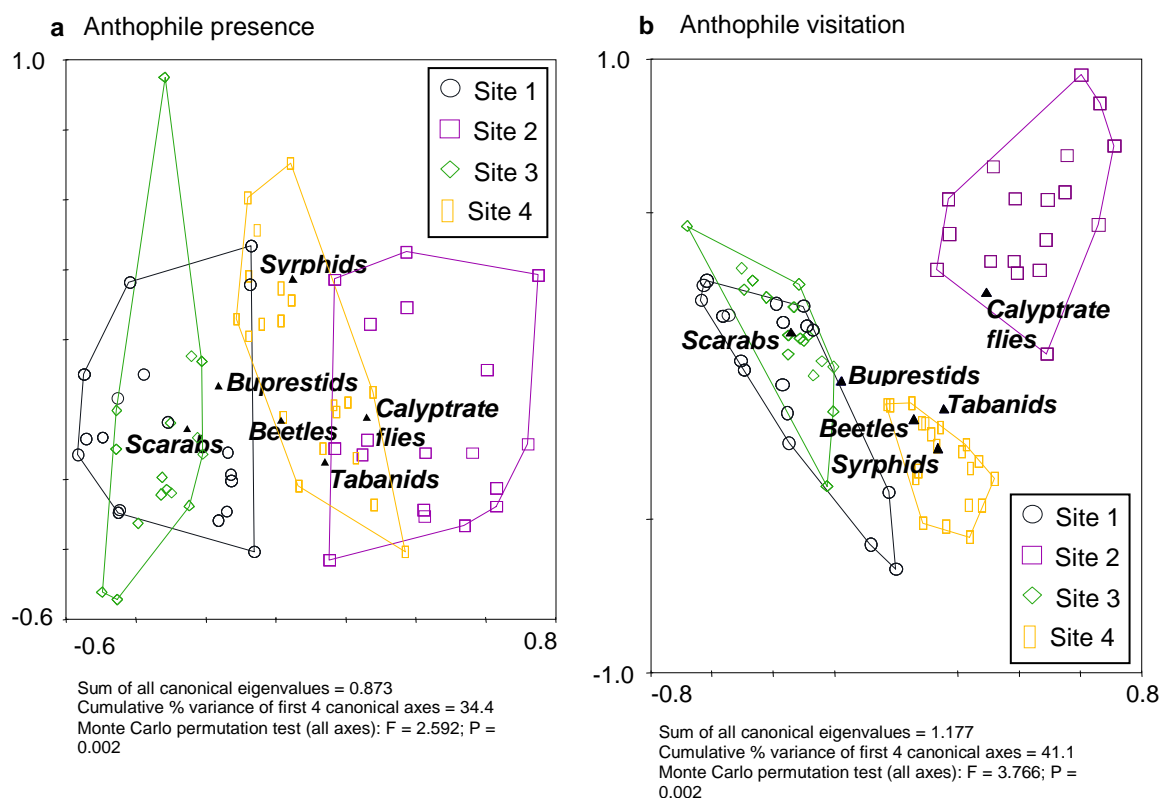 a Anthophile presence
1.0
Site 1
Site 2
Site 3
Site 4
Syrphids
Buprestids
Scarabs
Beetles
Calyptrate
flies
Tabanids
-0.6
-0.6
0.8
Sum of all canonical eigenvalues = 0.873
Cumulative % variance of first 4 canonical axes = 34.4
Monte Carlo permutation test (all axes): F = 2.592; P =
0.002
b Anthophile visitation
1.0
Calyptrate
flies
Scarabs
Buprestids
Tabanids
Beetles
Syrphids
Site 1
Site 2
Site 3
Site 4
-1.0
-0.8
0.8
Sum of all canonical eigenvalues = 1.177
Cumulative % variance of first 4 canonical axes = 41.1
Monte Carlo permutation test (all axes): F = 3.766; P =
0.002